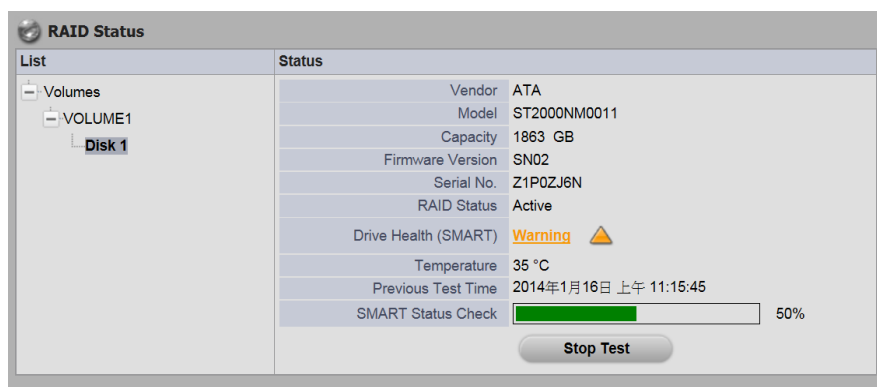 RAID Status
List Status
Volumes
VOLUME1
Disk 1
Vendor ATA
Model ST2000NM0011
Capacity 1863 GB
Firmware Version SN02
Serial No. Z1P0ZJ6N
RAID Status Active
Drive Health (SMART) Warning
Temperature 35 °C
Previous Test Time 2014年1月16日 上午 11:15:45
SMART Status Check 50%
Stop Test